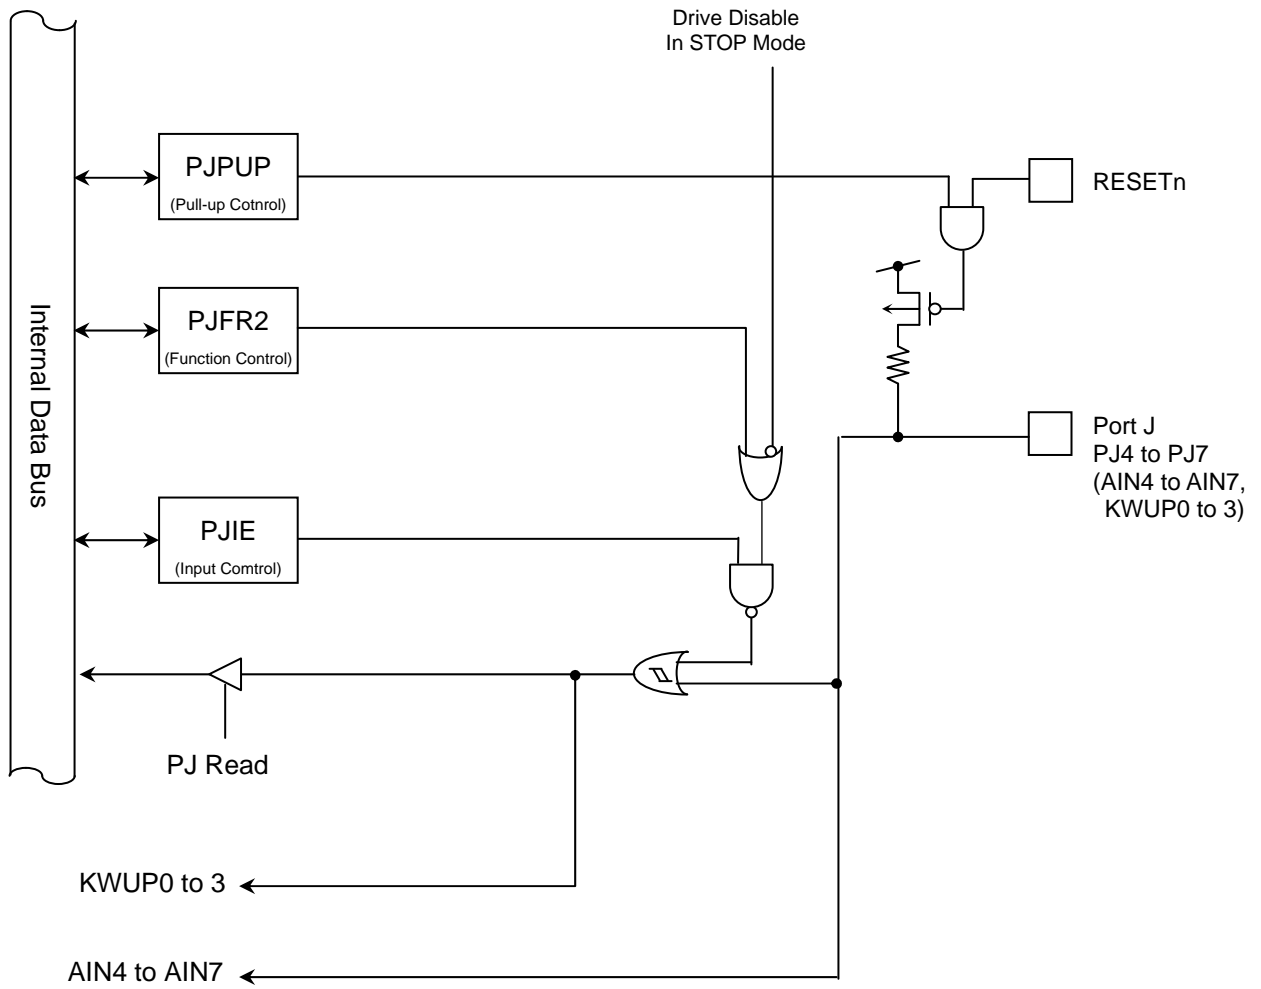 Drive Disable
In STOP Mode
PJPUP
(Pull-up Cotnrol)
RESETn
Internal Data Bus
PJFR2
(Function Control)
Port J
PJ4 to PJ7
(AIN4 to AIN7,
KWUP0 to 3)
PJIE
(Input Comtrol)
PJ Read
KWUP0 to 3
AIN4 to AIN7